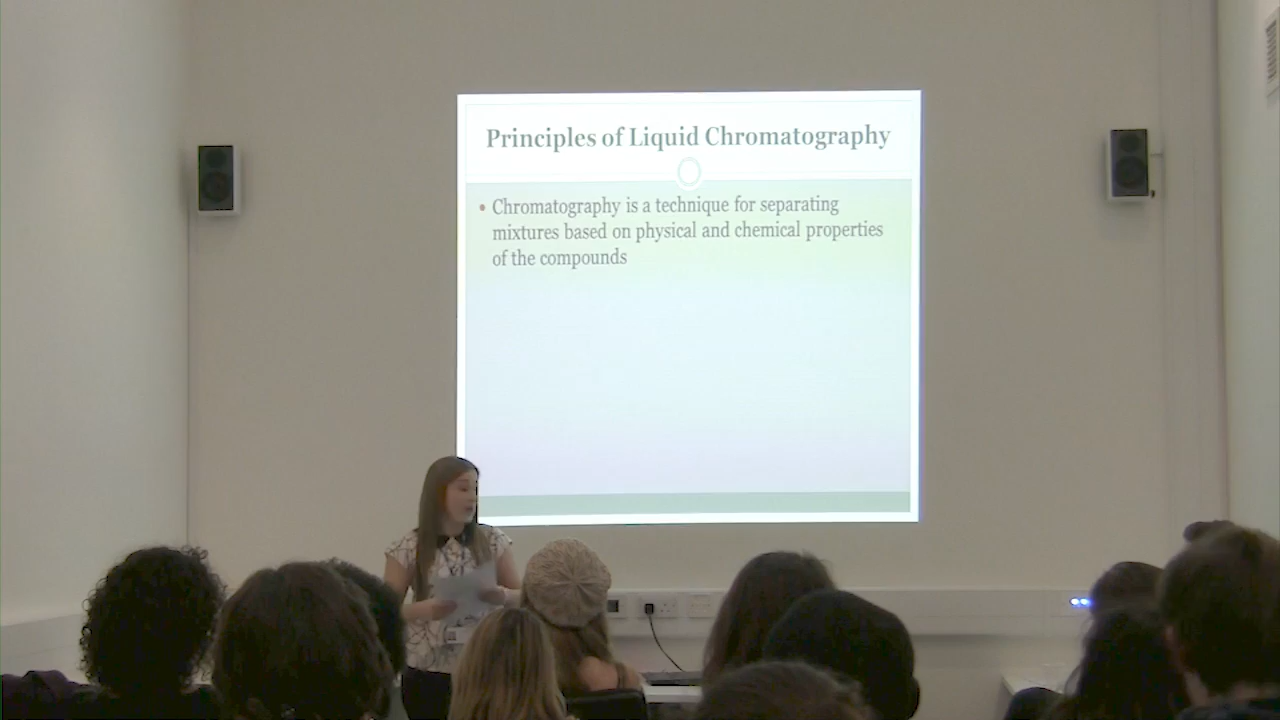 Principles of Liquid Chromatography
• Chromatography is a technique for separating
mixtures based on physical and chemical properties
of the compounds